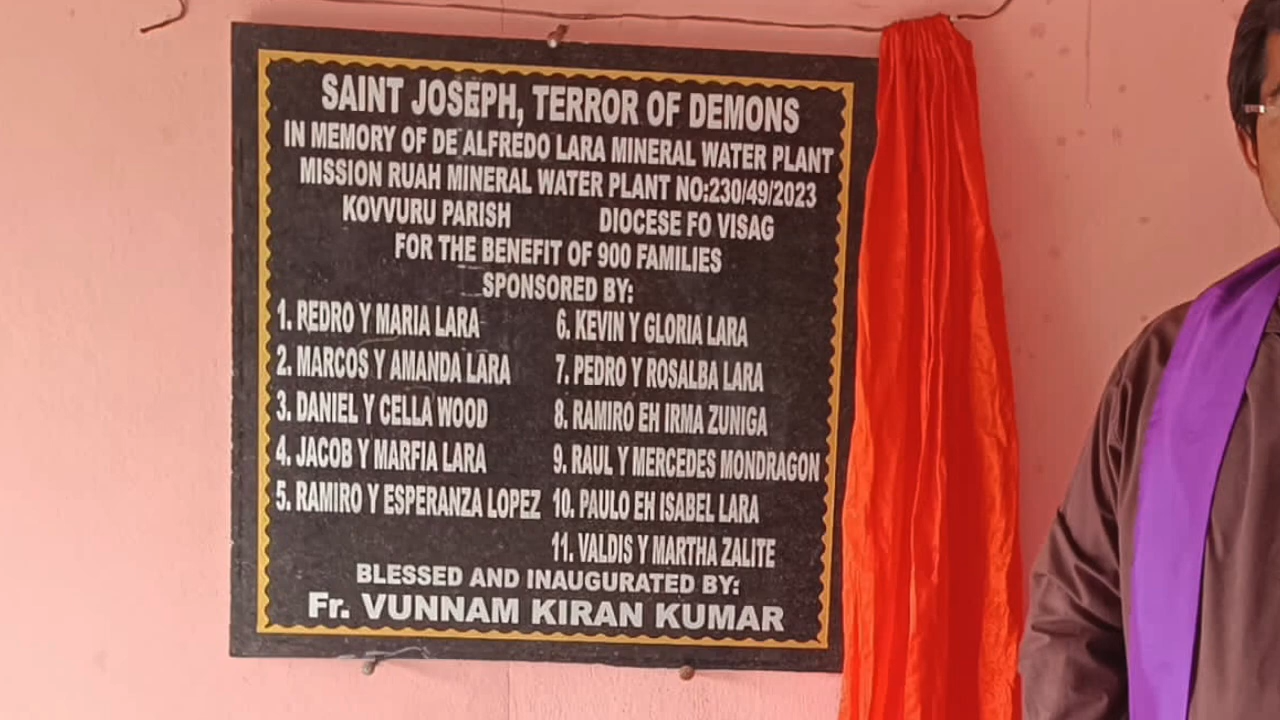 SAINT JOSEPH, TERROR OF DEMONS
IN MEMORY OF DE ALFREDO LARA MINERAL WATER PLANT
MISSION RUAH MINERAL WATER PLANT NO:230/49/2023
KOVVURU PARISH DIOCESE FO VISAG
FOR THE BENEFIT OF 900 FAMILIES
SPONSORED BY:
1. REDRO Y MARIA LARA
2. MARCOS Y AMANDA LARA
3. DANIEL Y CELLA WOOD
4. JACOB Y MARFIA LARA
5. RAMIRO Y ESPERANZA LOPEZ
6. KEVIN Y GLORIA LARA
7. PEDRO Y ROSALBA LARA
8. RAMIRO EH IRMA ZUNIGA
9. RAUL Y MERCEDES MONDRAGON
10. PAULO EH ISABEL LARA
11. VALDIS Y MARTHA ZALITE
BLESSED AND INAUGURATED BY:
Fr. VUNNAM KIRAN KUMAR